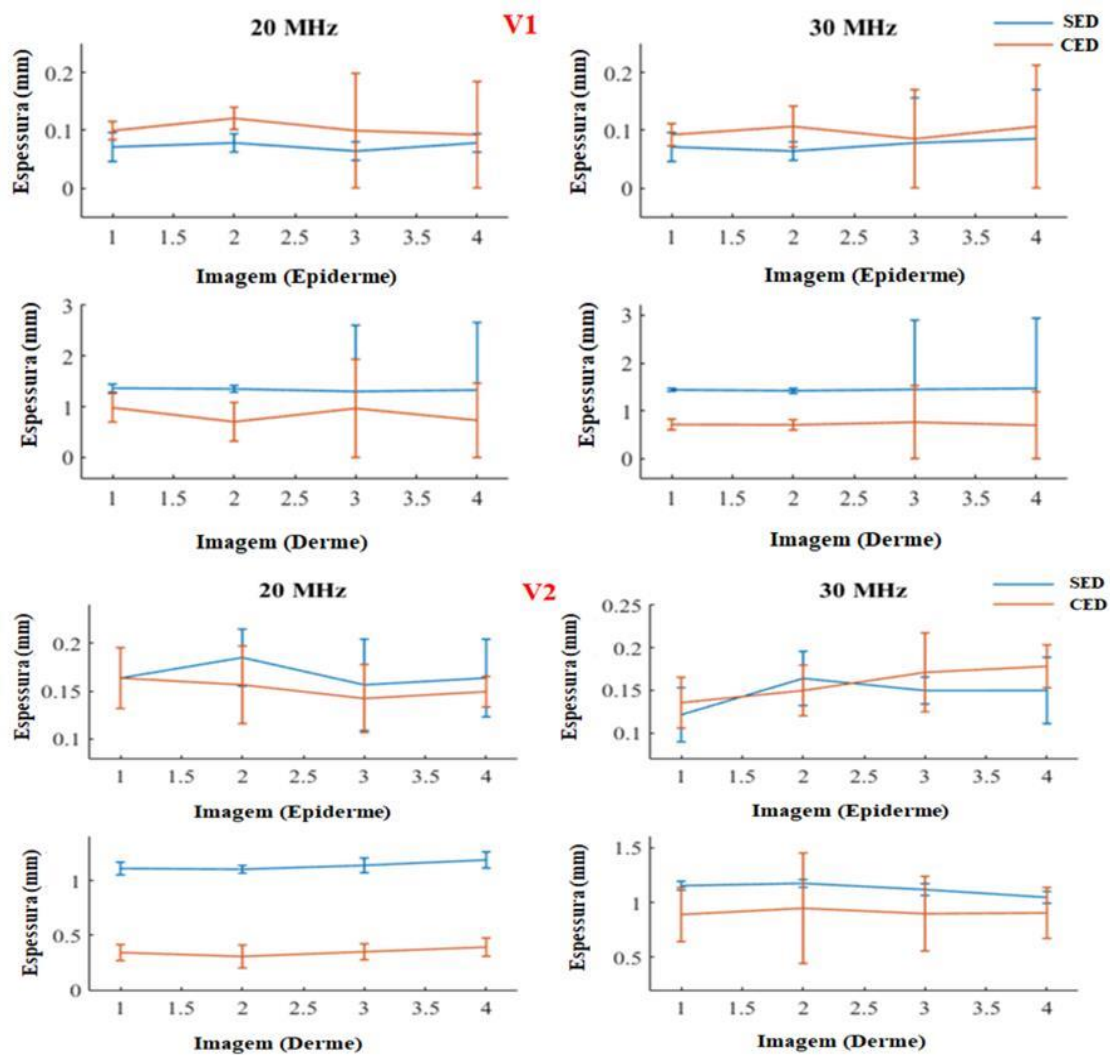 20 MHz V1 30 MHz SED
CED
Espessura (mm)
0.2
0.1
0
1 1.5 2 2.5 3 3.5 4
Imagem (Epiderme)
Espessura (mm)
0.2
0.1
0
1 1.5 2 2.5 3 3.5 4
Imagem (Epiderme)
Espessura (mm)
3
2
1
0
1 1.5 2 2.5 3 3.5 4
Imagem (Derme)
Espessura (mm)
3
2
1
0
1 1.5 2 2.5 3 3.5 4
Imagem (Derme)
20 MHz V2 30 MHz SED
CED
Espessura (mm)
0.2
0.15
0.1
1 1.5 2 2.5 3 3.5 4
Imagem (Epiderme)
Espessura (mm)
0.25
0.2
0.15
0.1
1 1.5 2 2.5 3 3.5 4
Imagem (Epiderme)
Espessura (mm)
1
0.5
0
1 1.5 2 2.5 3 3.5 4
Imagem (Derme)
Espessura (mm)
1.5
1
0.5
1 1.5 2 2.5 3 3.5 4
Imagem (Derme)